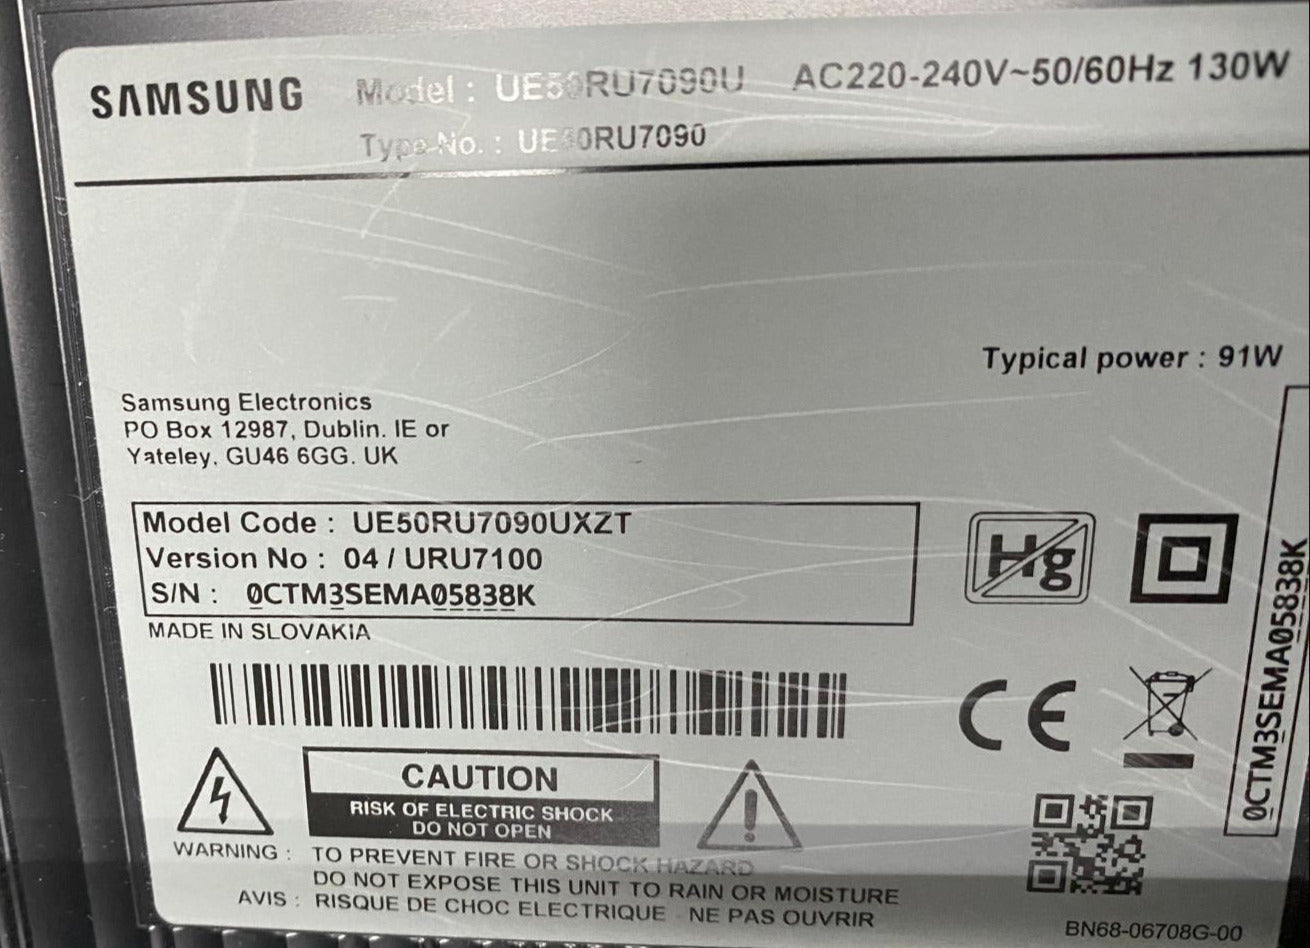 SAMSUNG Model : UE50RU7090U AC220-240V~50/60Hz 130W
Type No. : UE50RU7090
Typical power : 91W
Samsung Electronics
PO Box 12987, Dublin. IE or
Yateley, GU46 6GG. UK
Model Code : UE50RU7090UXZT
Version No : 04 / URU7100
S/N : 0CTM3SEMA05838K
MADE IN SLOVAKIA
Hg
0CTM3SEMA05838K
CE
CAUTION
RISK OF ELECTRIC SHOCK
DO NOT OPEN
WARNING : TO PREVENT FIRE OR SHOCK HAZARD
DO NOT EXPOSE THIS UNIT TO RAIN OR MOISTURE
AVIS : RISQUE DE CHOC ELECTRIQUE NE PAS OUVRIR
BN68-06708G-00